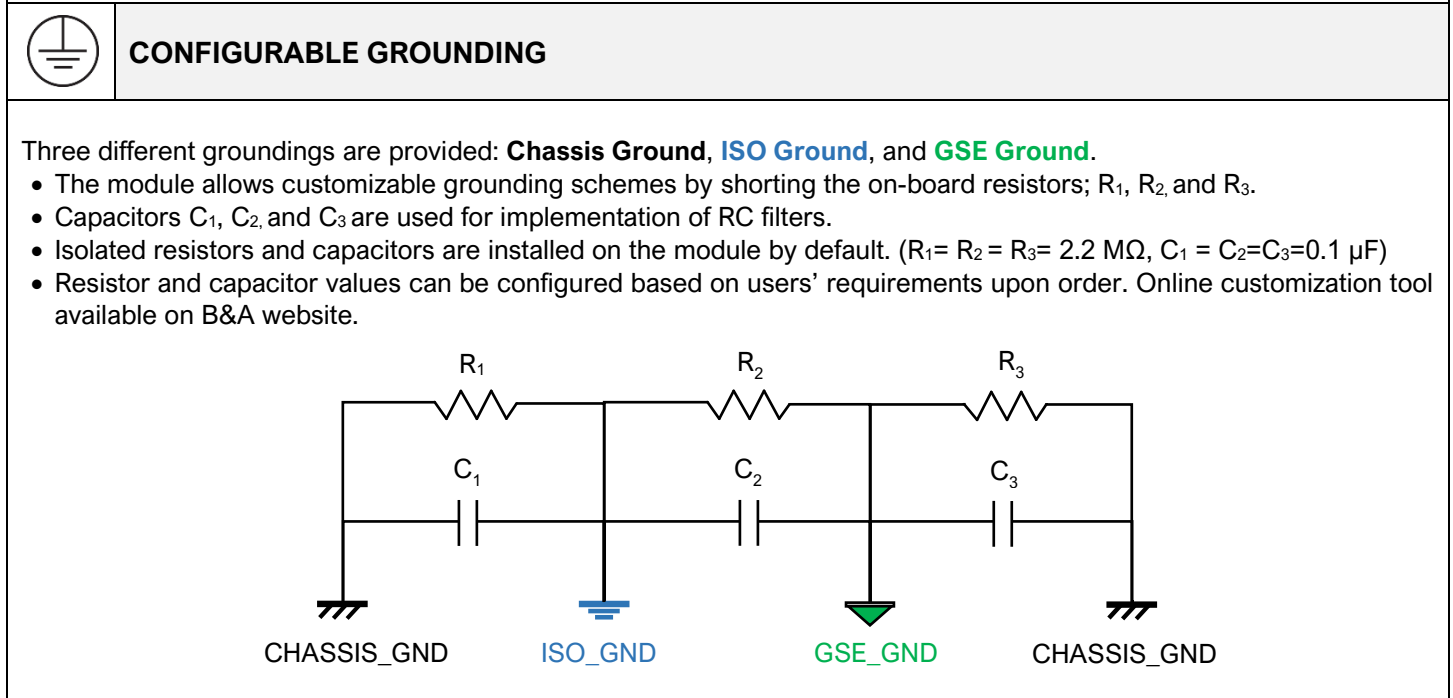 CONFIGURABLE GROUNDING
Three different groundings are provided: Chassis Ground, ISO Ground, and GSE Ground.
• The module allows customizable grounding schemes by shorting the on-board resistors; R₁, R₂, and R₃.
• Capacitors C₁, C₂, and C₃ are used for implementation of RC filters.
• Isolated resistors and capacitors are installed on the module by default. (R₁= R₂ = R₃= 2.2 MΩ, C₁ = C₂=C₃=0.1 µF)
• Resistor and capacitor values can be configured based on users’ requirements upon order. Online customization tool
available on B&A website.
R₁ R₂ R₃
C₁ C₂ C₃
CHASSIS_GND ISO_GND GSE_GND CHASSIS_GND